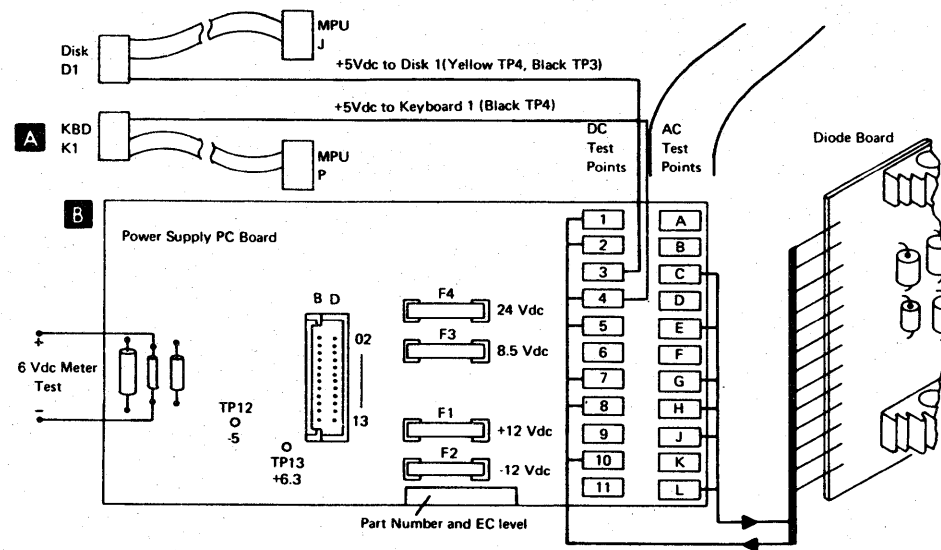 MPU
J
Disk
D1
+5Vdc to Disk 1(Yellow TP4, Black TP3)
+5Vdc to Keyboard 1 (Black TP4)
A
KBD
K1
MPU
P
DC
Test
Points
AC
Test
Points
Diode Board
B
Power Supply PC Board
1
2
3
4
5
6
7
8
9
10
11
A
B
C
D
E
F
G
H
J
K
L
B D
02
13
F4
24 Vdc
F3
8.5 Vdc
F1
+12 Vdc
F2
-12 Vdc
+
6 Vdc Meter
Test
–
TP12
-5
TP13
+6.3
Part Number and EC level